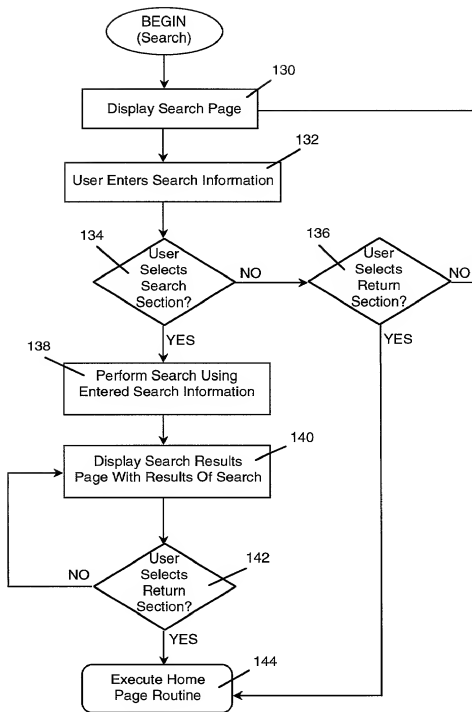 BEGIN
(Search)
130
Display Search Page
132
User Enters Search Information
134
User
Selects
Search
Section?
NO
136
User
Selects
Return
Section?
NO
YES
YES
138
Perform Search Using
Entered Search Information
140
Display Search Results
Page With Results Of Search
142
User
Selects
Return
Section?
NO
YES
144
Execute Home
Page Routine